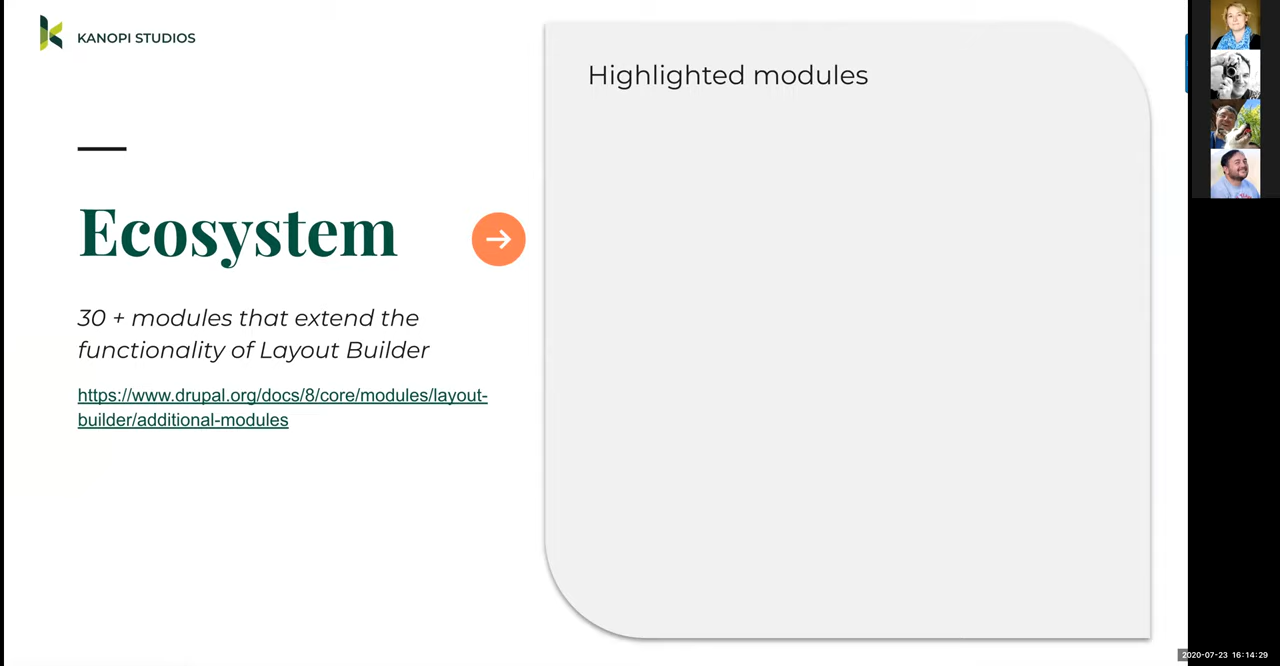 KANOPI STUDIOS
Highlighted modules
Ecosystem
30 + modules that extend the
functionality of Layout Builder
https://www.drupal.org/docs/8/core/modules/layout-
builder/additional-modules
2020-07-23 16:14:29